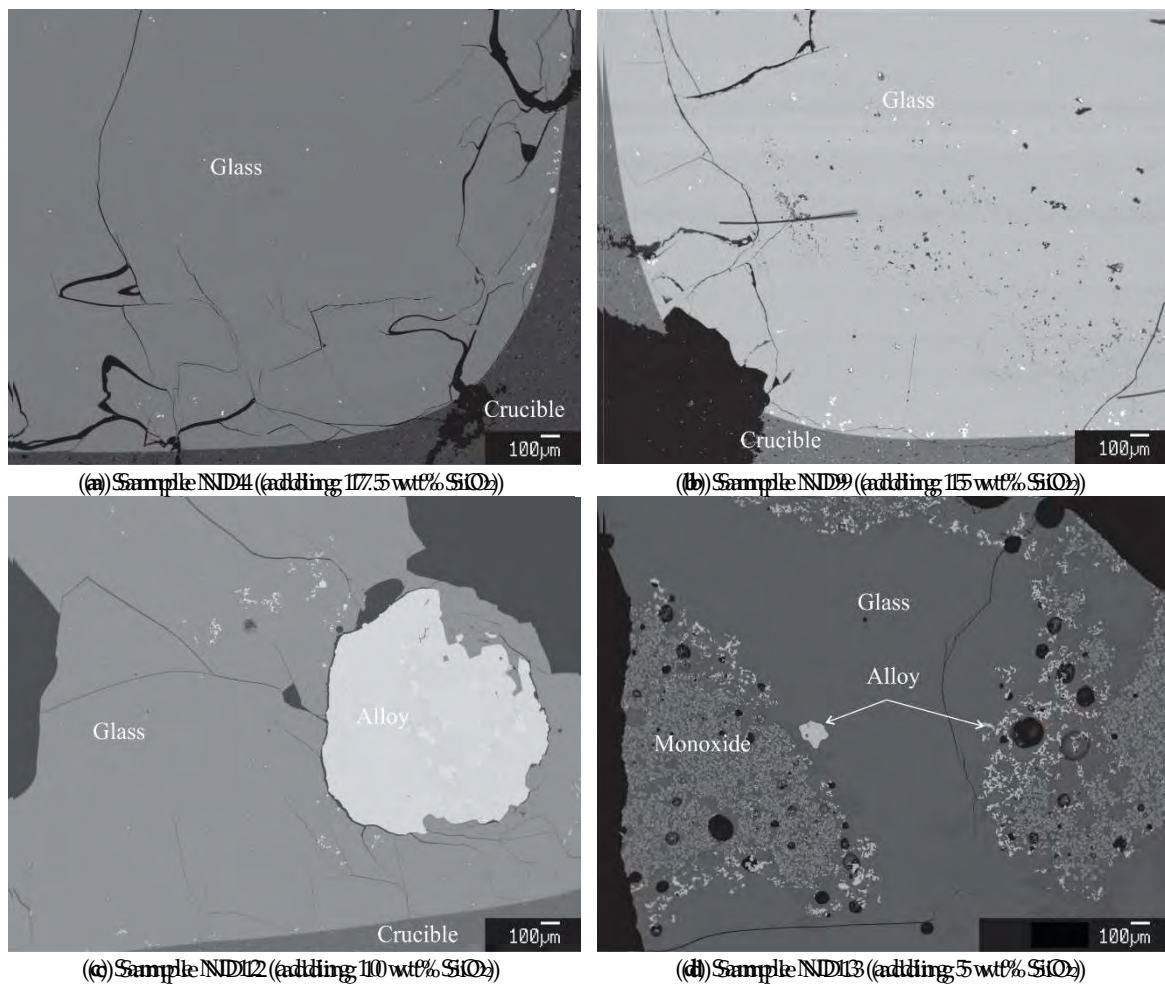 Glass
Crucible
100µm
(a) Sample ND4 (adding 17.5 wt% SiO₂)
Glass
Crucible
100µm
(b) Sample ND9 (adding 15 wt% SiO₂)
Glass
Alloy
Crucible
100µm
(c) Sample ND12 (adding 10 wt% SiO₂)
Glass
Alloy
Monoxide
100µm
(d) Sample ND13 (adding 5 wt% SiO₂)